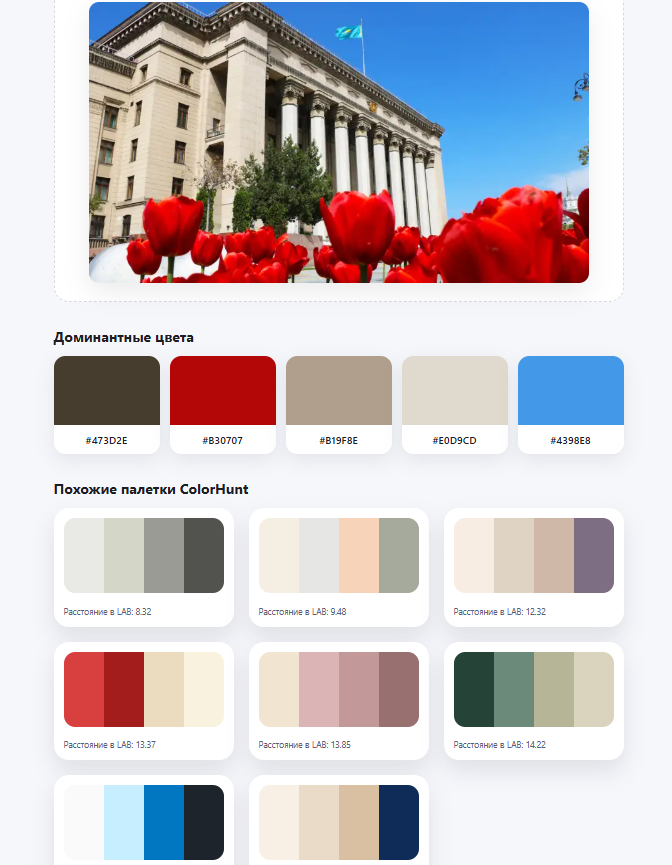 Доминантные цвета
#473D2E
#B30707
#B19F8E
#E0D9CD
#4398E8
Похожие палетки ColorHunt
Расстояние в LAB: 8.32
Расстояние в LAB: 9.48
Расстояние в LAB: 12.32
Расстояние в LAB: 13.37
Расстояние в LAB: 13.85
Расстояние в LAB: 14.22